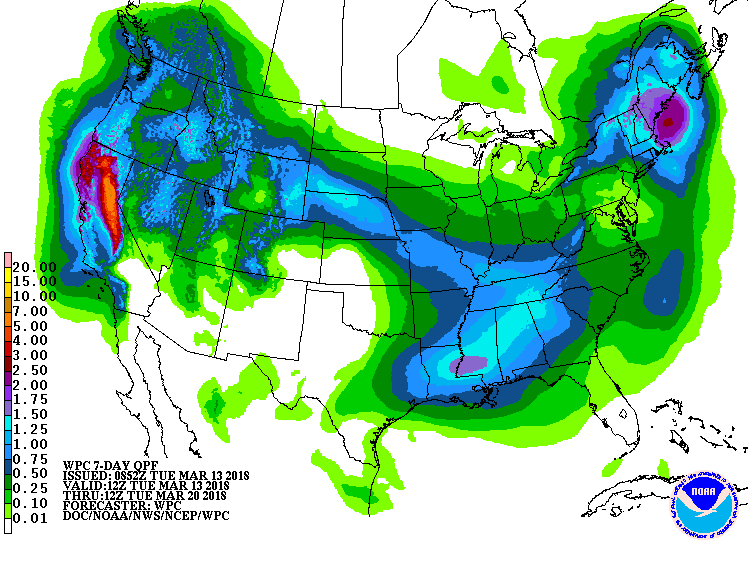 20.00
15.00
10.00
7.00
5.00
4.00
3.00
2.50
2.00
1.75
1.50
1.25
1.00
0.75
0.50
0.25
0.10
0.01
WPC 7-DAY QPF
ISSUED: 0852Z TUE MAR 13 2018
VALID:12Z TUE MAR 13 2018
THRU:12Z TUE MAR 20 2018
FORECASTER: WPC
DOC/NOAA/NWS/NCEP/WPC
NOAA